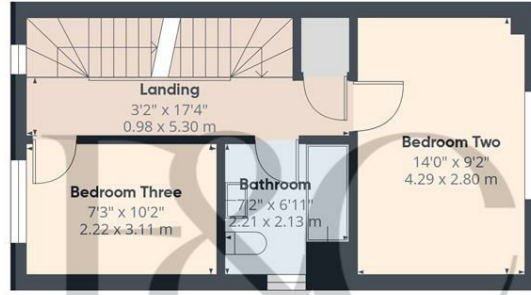 Landing
3'2" x 17'4"
0.98 x 5.30 m
Bedroom Two
14'0" x 9'2"
4.29 x 2.80 m
Bedroom Three
7'3" x 10'2"
2.22 x 3.11 m
Bathroom
7'2" x 6'11"
2.21 x 2.13 m
J&C